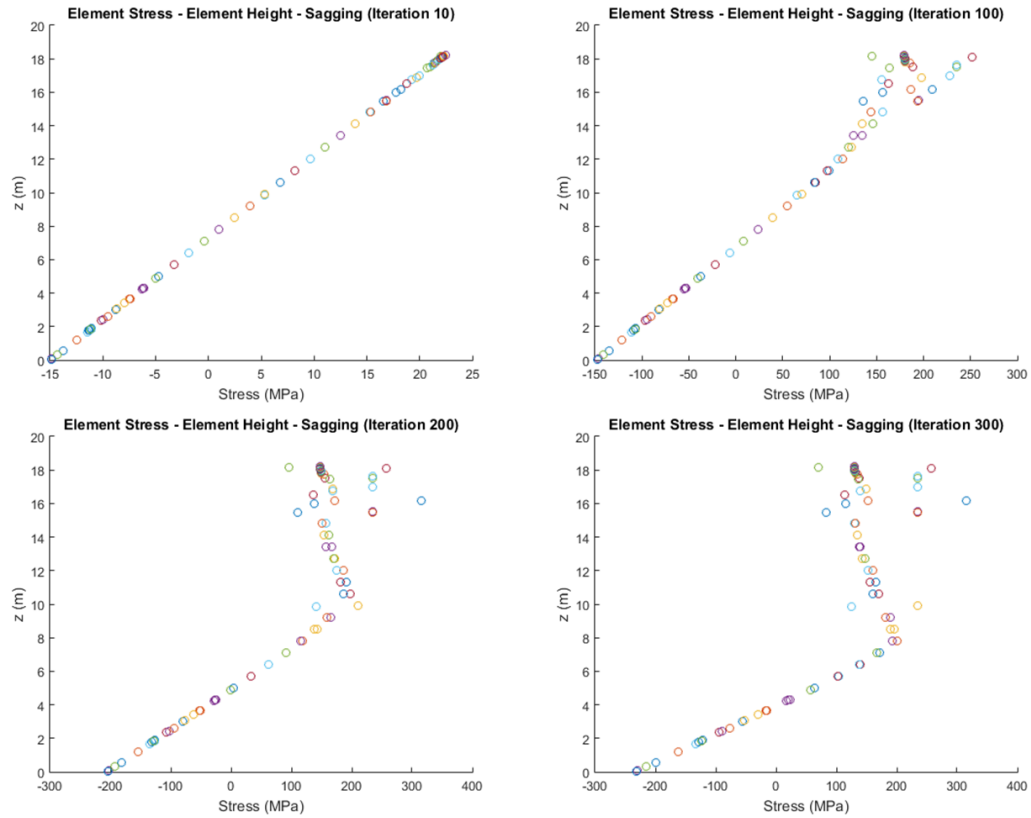 Element Stress - Element Height - Sagging (Iteration 10)
20
18
16
14
12
10
8
6
4
2
0
z (m)
-15 -10 -5 0 5 10 15 20 25
Stress (MPa)
Element Stress - Element Height - Sagging (Iteration 100)
20
18
16
14
12
10
8
6
4
2
0
z (m)
-150 -100 -50 0 50 100 150 200 250 300
Stress (MPa)
Element Stress - Element Height - Sagging (Iteration 200)
20
18
16
14
12
10
8
6
4
2
0
z (m)
-300 -200 -100 0 100 200 300 400
Stress (MPa)
Element Stress - Element Height - Sagging (Iteration 300)
20
18
16
14
12
10
8
6
4
2
0
z (m)
-300 -200 -100 0 100 200 300 400
Stress (MPa)